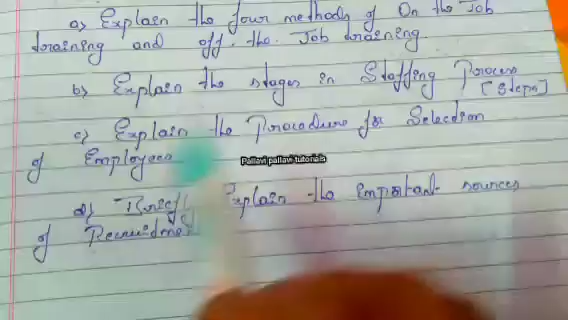 a) Explain the four methods of On the Job
training and off. the. Job training
b) Explain the stages in Staffing Process
[Steps]
c) Explain the Procedure for Selection
of Employees
Pallavi pallavi tutorials
d) Briefly Explain the Important sources
of